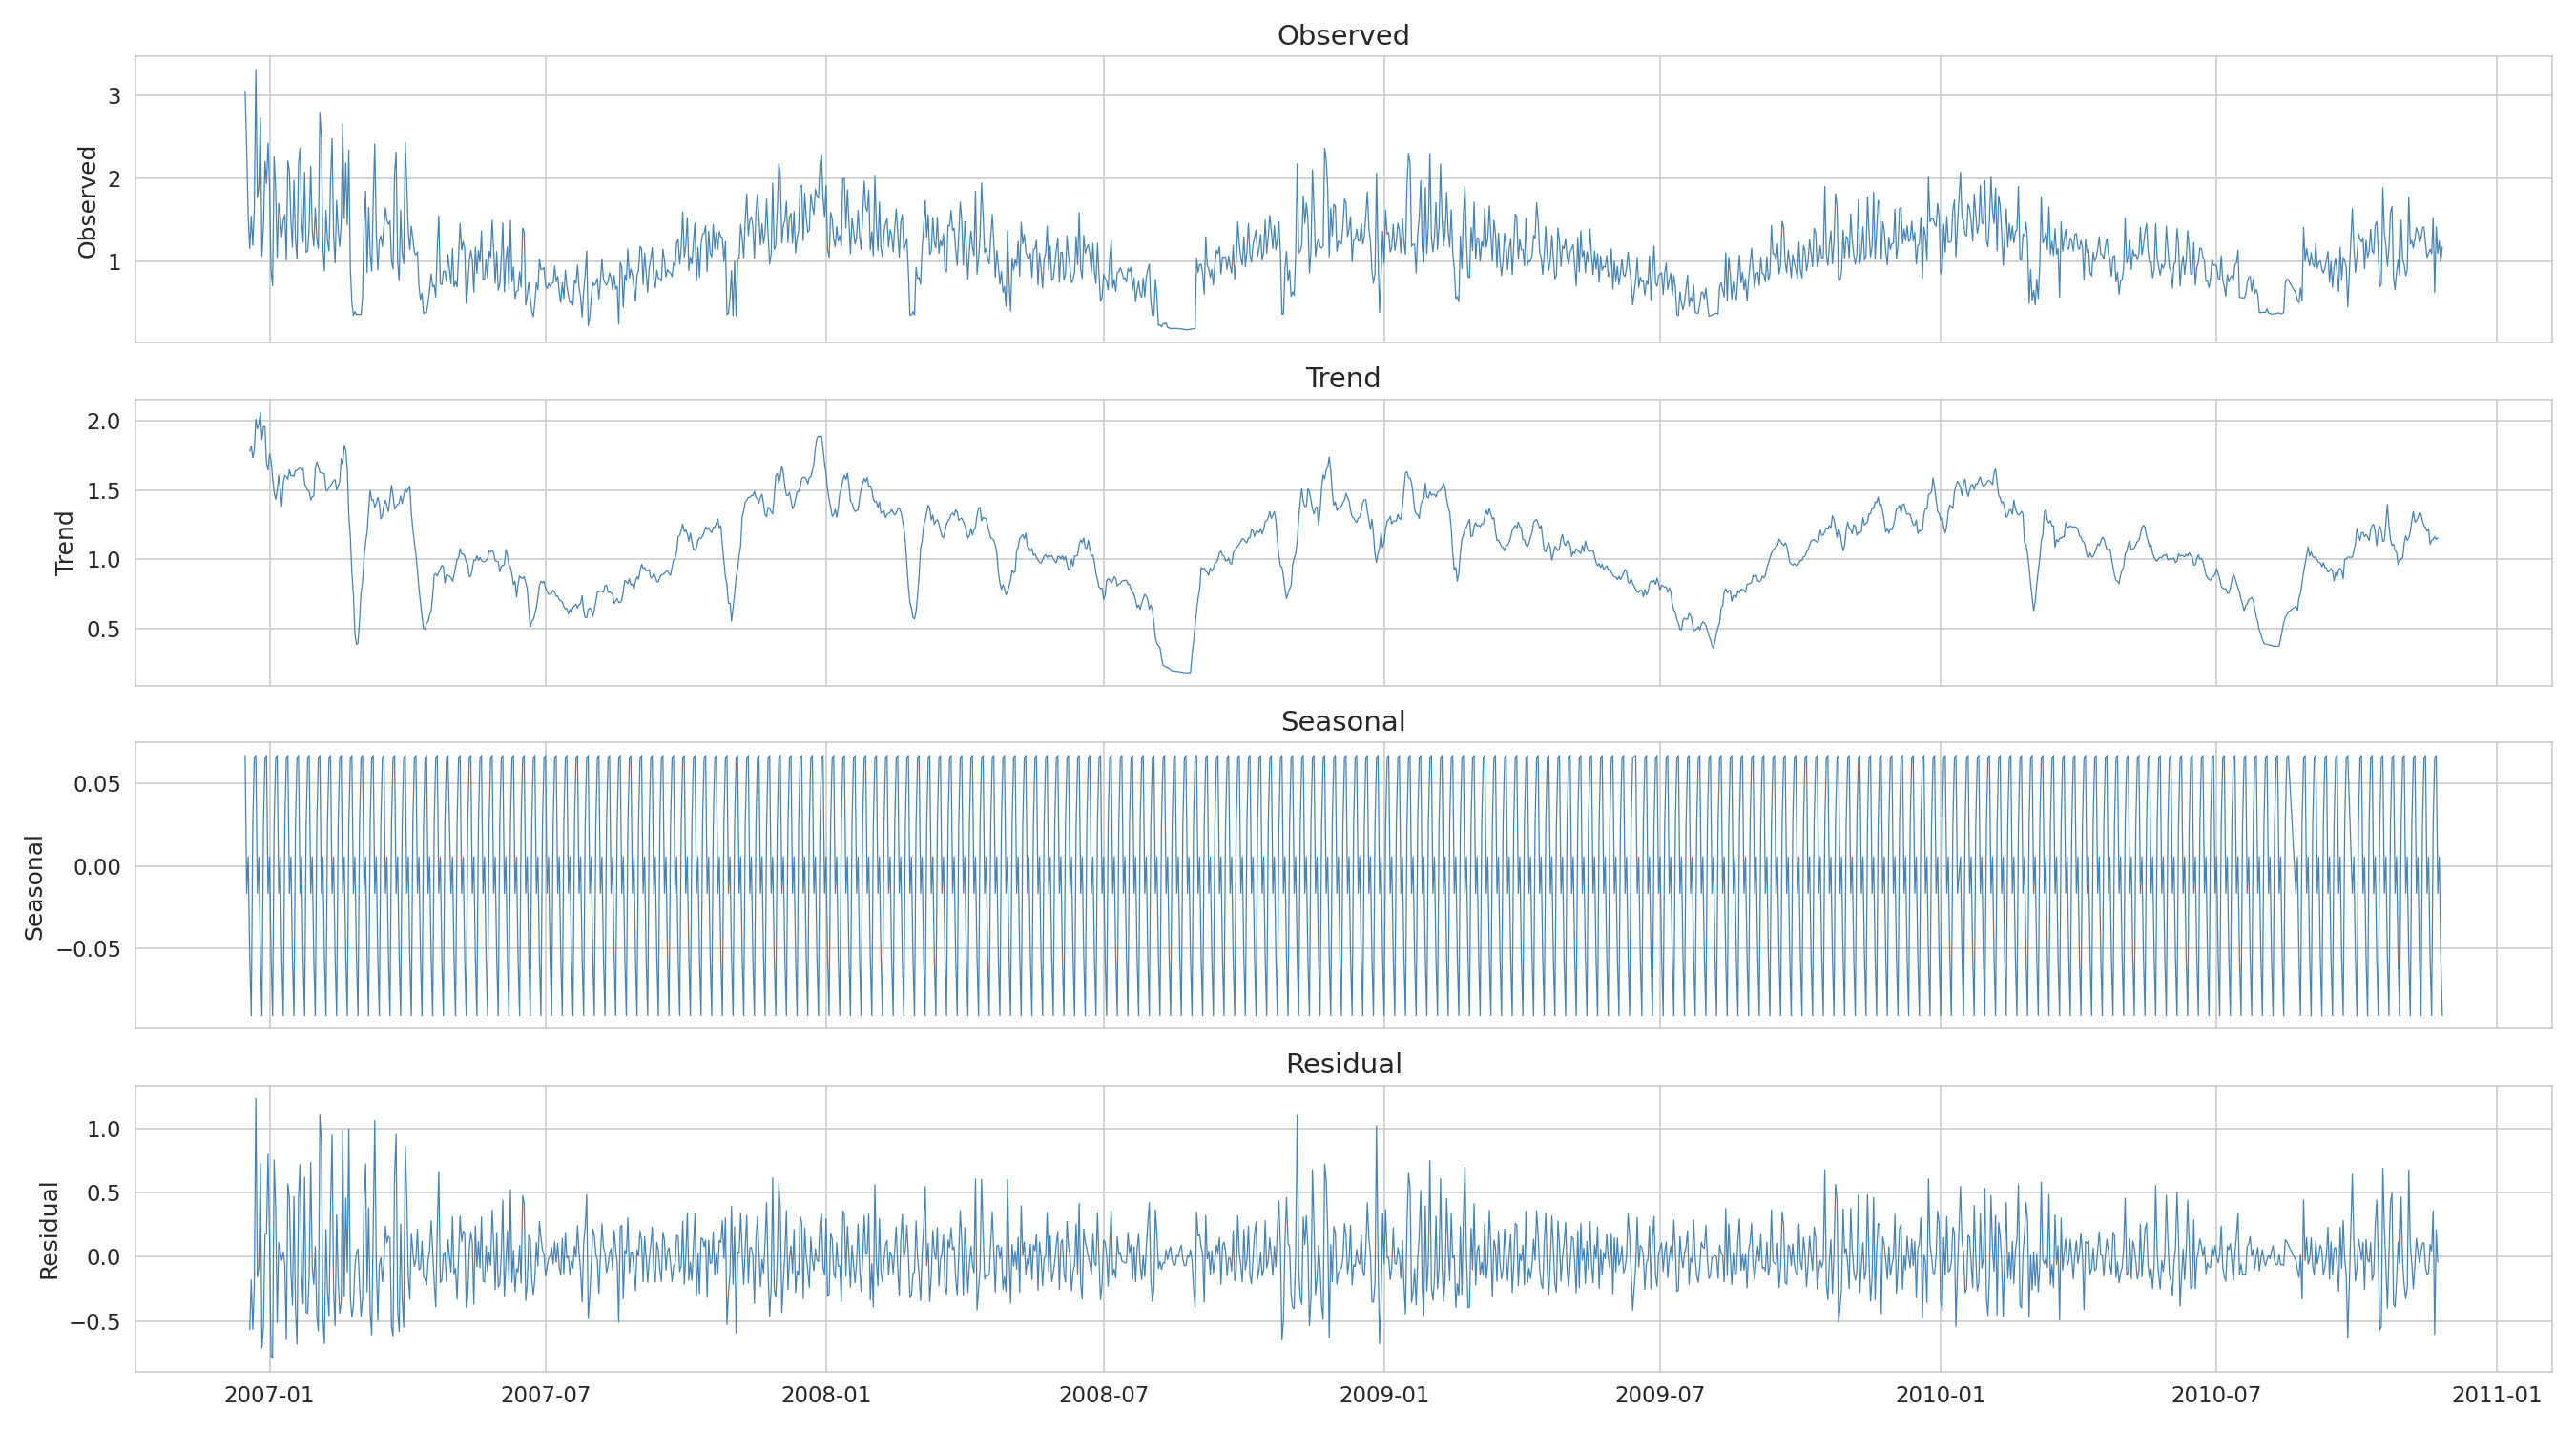 Observed
Observed
3
2
1
Trend
Trend
2.0
1.5
1.0
0.5
Seasonal
Seasonal
0.05
0.00
−0.05
Residual
Residual
1.0
0.5
0.0
−0.5
2007-01 2007-07 2008-01 2008-07 2009-01 2009-07 2010-01 2010-07 2011-01